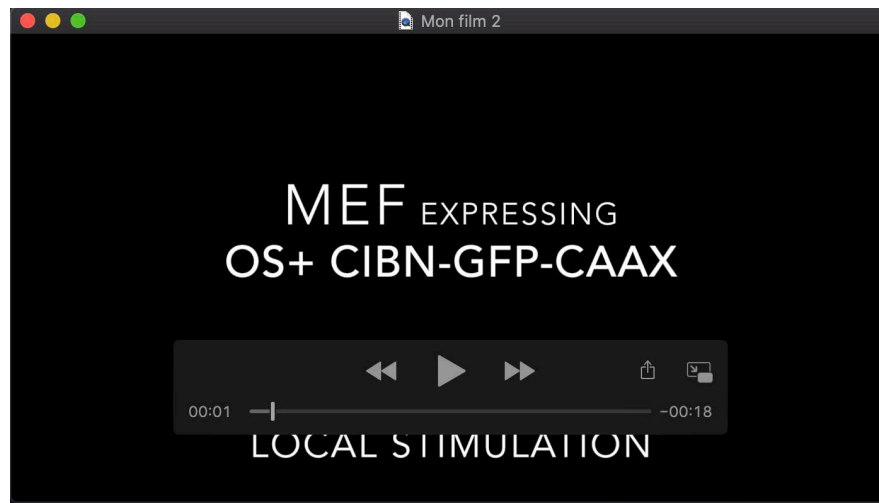 Mon film 2
MEF EXPRESSING
OS+ CIBN-GFP-CAAX
00:01 -00:18
LOCAL STIMULATION